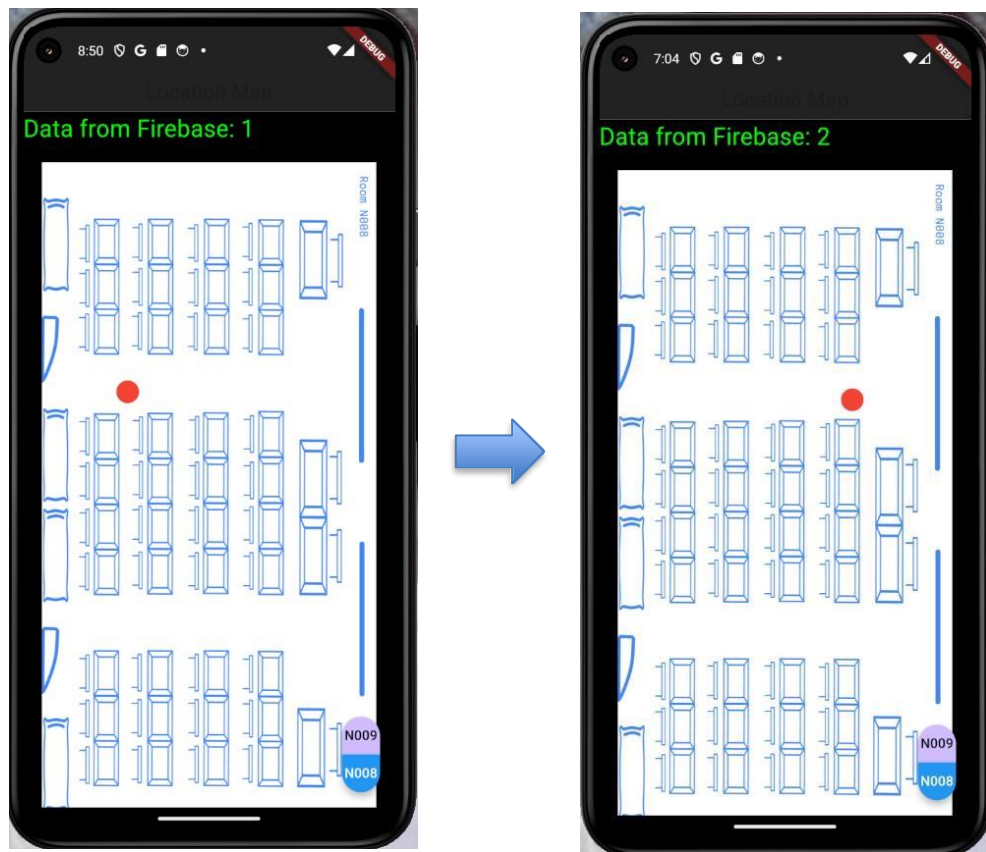 8:50 G
DEBUG
Location Map
Data from Firebase: 1
Room N008
N009
N008
7:04 G
DEBUG
Location Map
Data from Firebase: 2
Room N008
N009
N008